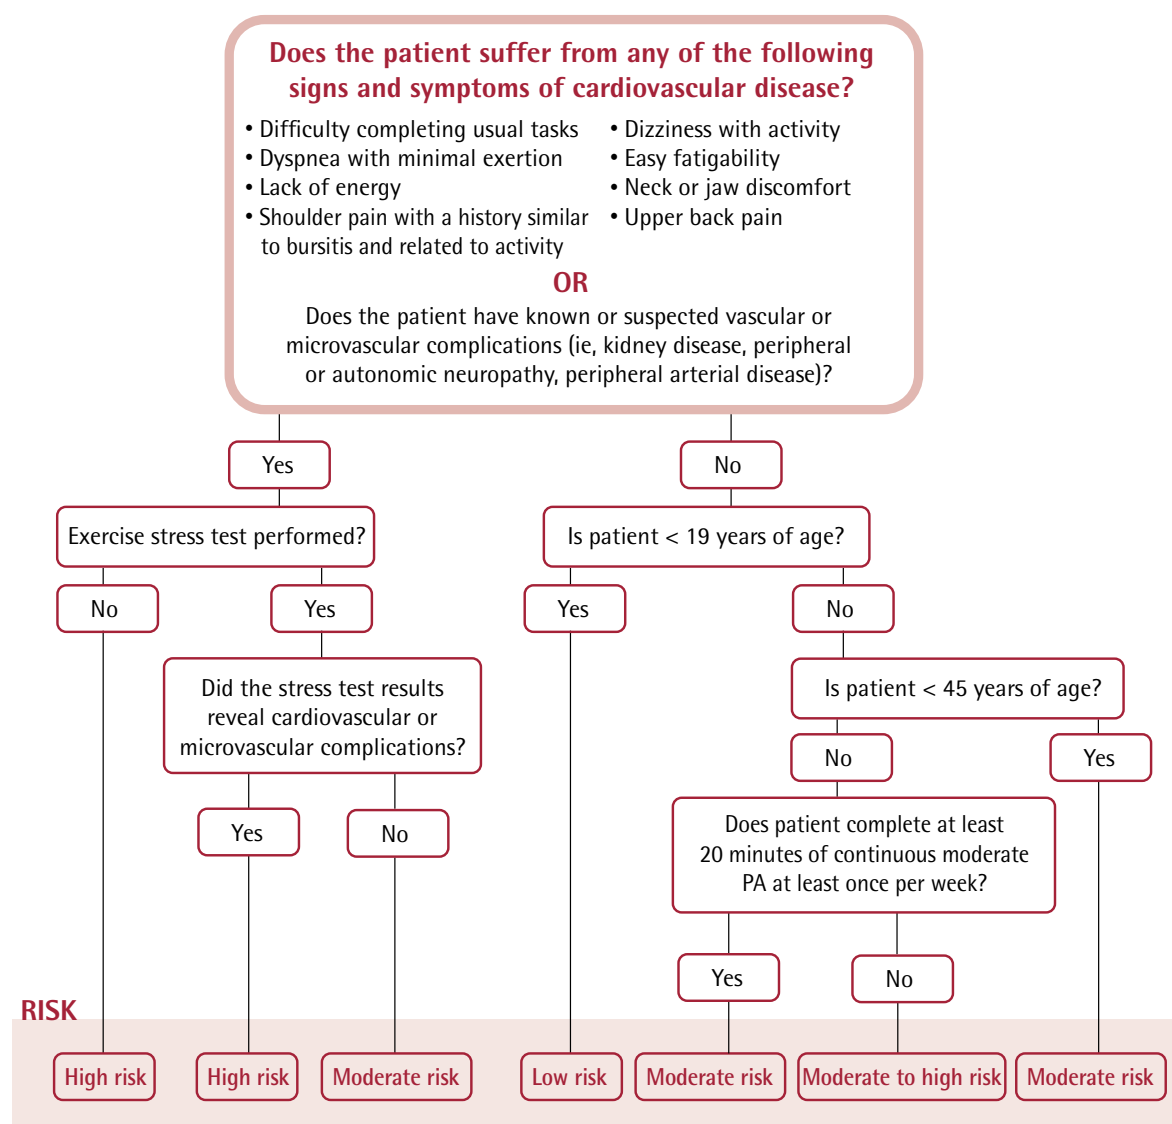 Does the patient suffer from any of the following
signs and symptoms of cardiovascular disease?
• Difficulty completing usual tasks
• Dyspnea with minimal exertion
• Lack of energy
• Shoulder pain with a history similar
to bursitis and related to activity
• Dizziness with activity
• Easy fatigability
• Neck or jaw discomfort
• Upper back pain
OR
Does the patient have known or suspected vascular or
microvascular complications (ie, kidney disease, peripheral
or autonomic neuropathy, peripheral arterial disease)?
Yes
No
Exercise stress test performed?
Is patient < 19 years of age?
No
Yes
Yes
No
Did the stress test results
reveal cardiovascular or
microvascular complications?
Is patient < 45 years of age?
No
Yes
Yes
No
Does patient complete at least
20 minutes of continuous moderate
PA at least once per week?
Yes
No
RISK
High risk
High risk
Moderate risk
Low risk
Moderate risk
Moderate to high risk
Moderate risk